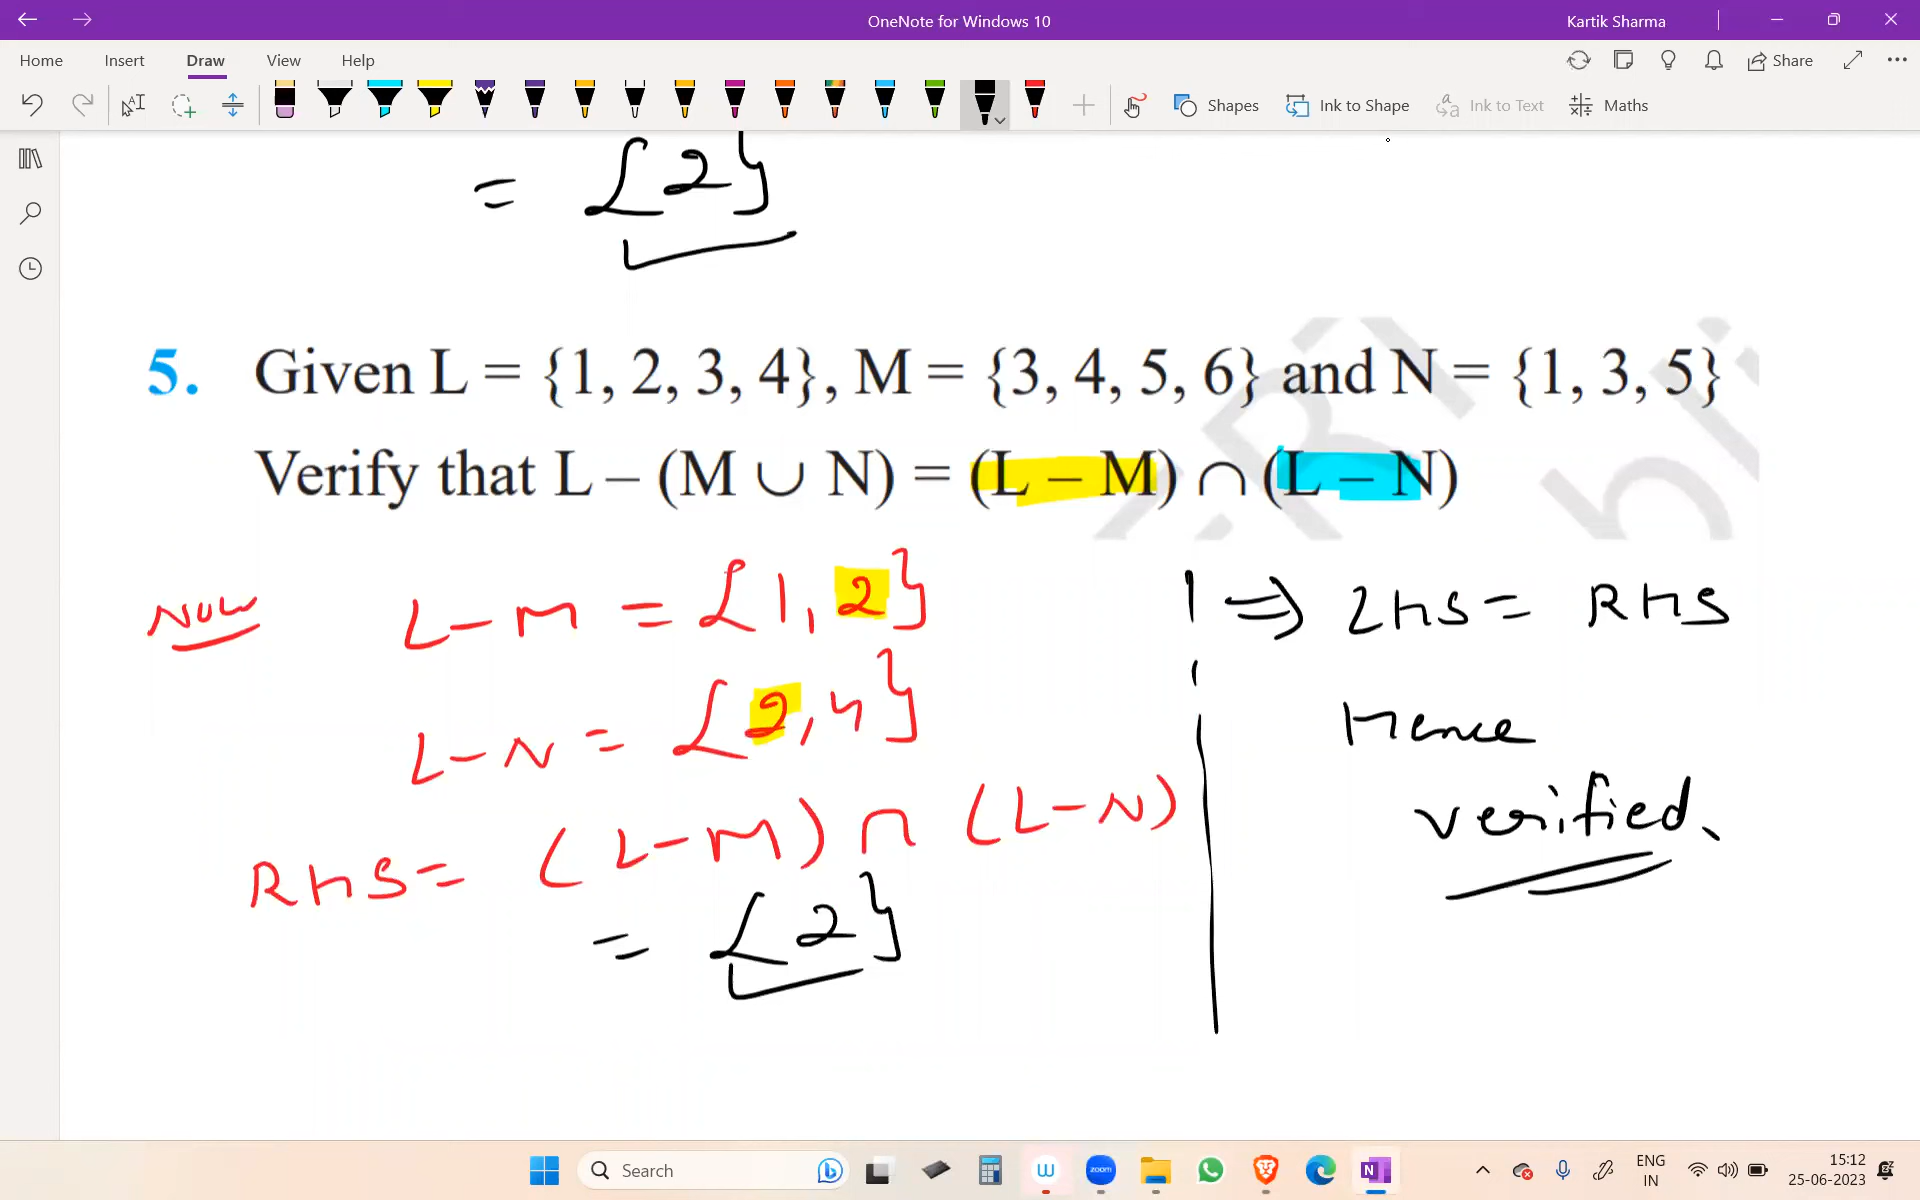 OneNote for Windows 10
Kartik Sharma
Home Insert Draw View Help
Share
Shapes Ink to Shape Ink to Text Maths
= {2}
5. Given L = {1, 2, 3, 4}, M = {3, 4, 5, 6} and N = {1, 3, 5}
Verify that L – (M ∪ N) = (L – M) ∩ (L – N)
Now L - M = {1, 2}
L - N = {2, 4}
RHS = (L - M) ∩ (L - N)
= {2}
⇒ LHS = RHS
Hence
verified.
Search
zoom
ENG
IN
15:12
25-06-2023